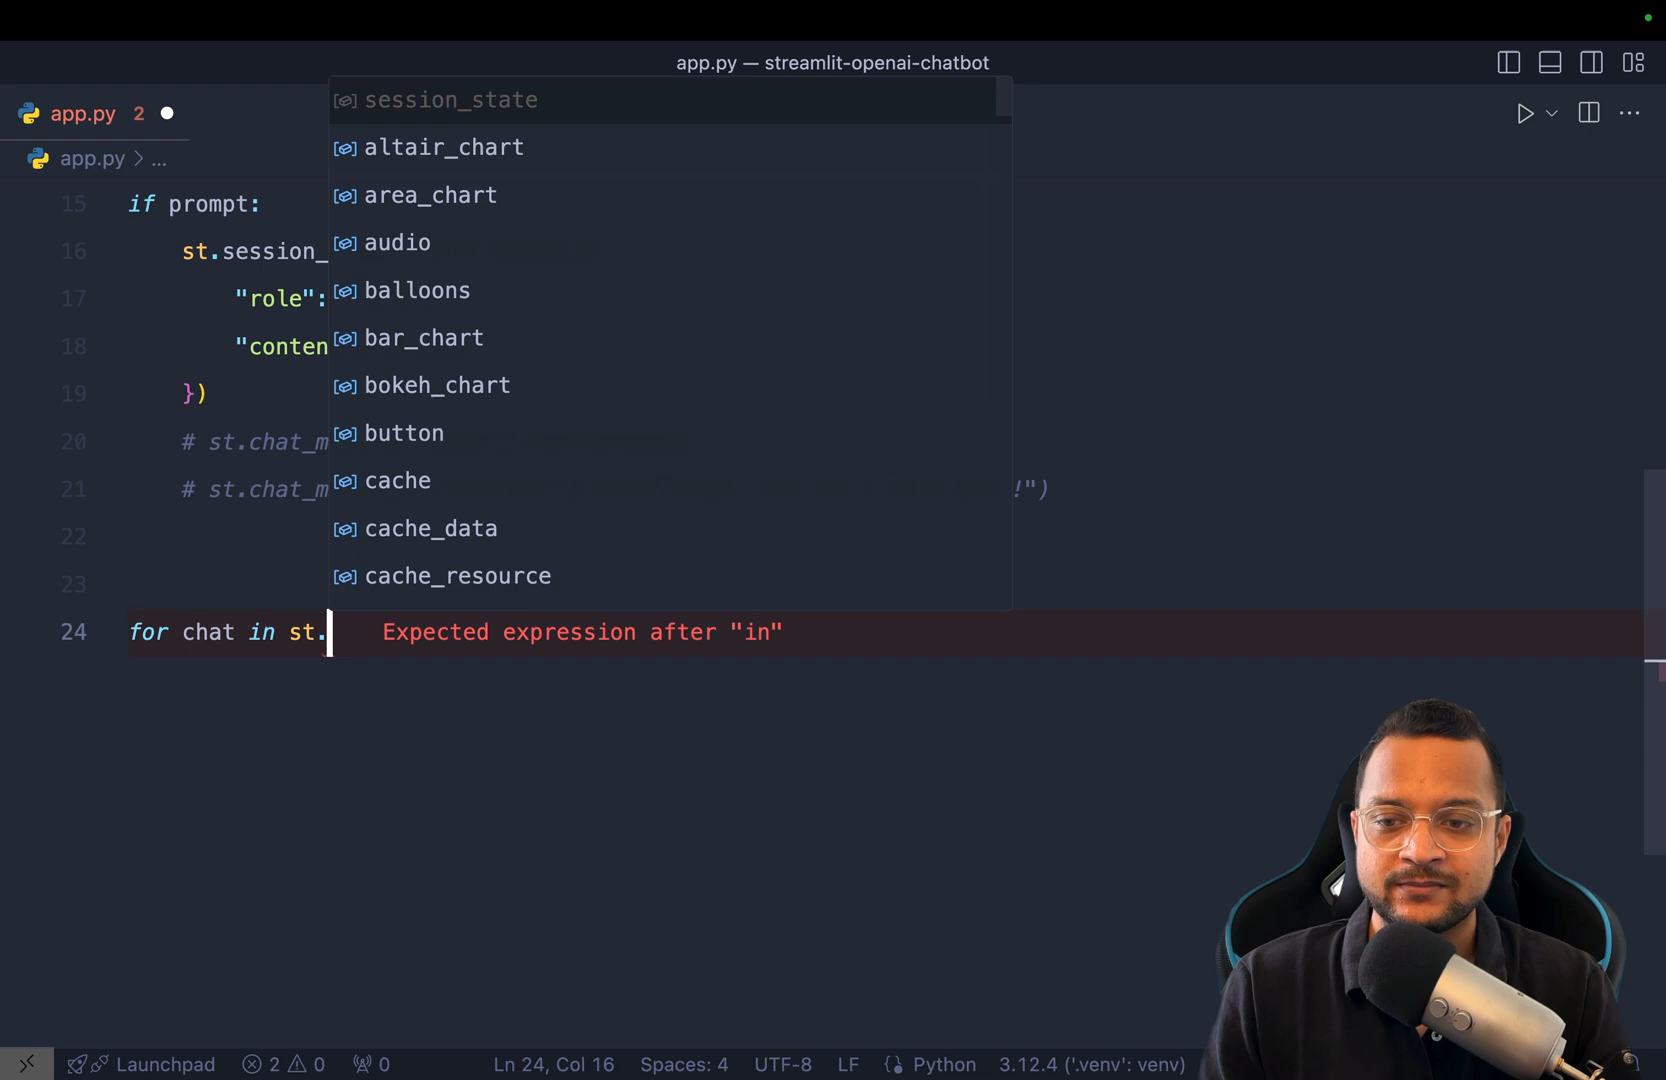 app.py — streamlit-openai-chatbot
app.py 2
app.py > ...
session_state
altair_chart
area_chart
audio
balloons
bar_chart
bokeh_chart
button
cache
cache_data
cache_resource
15 if prompt:
16 st.session_
17 "role":
18 "conten
19 })
20 # st.chat_m
21 # st.chat_m !")
22
23
24 for chat in st. Expected expression after "in"
Launchpad 2 0 0 Ln 24, Col 16 Spaces: 4 UTF-8 LF Python 3.12.4 ('.venv': venv)